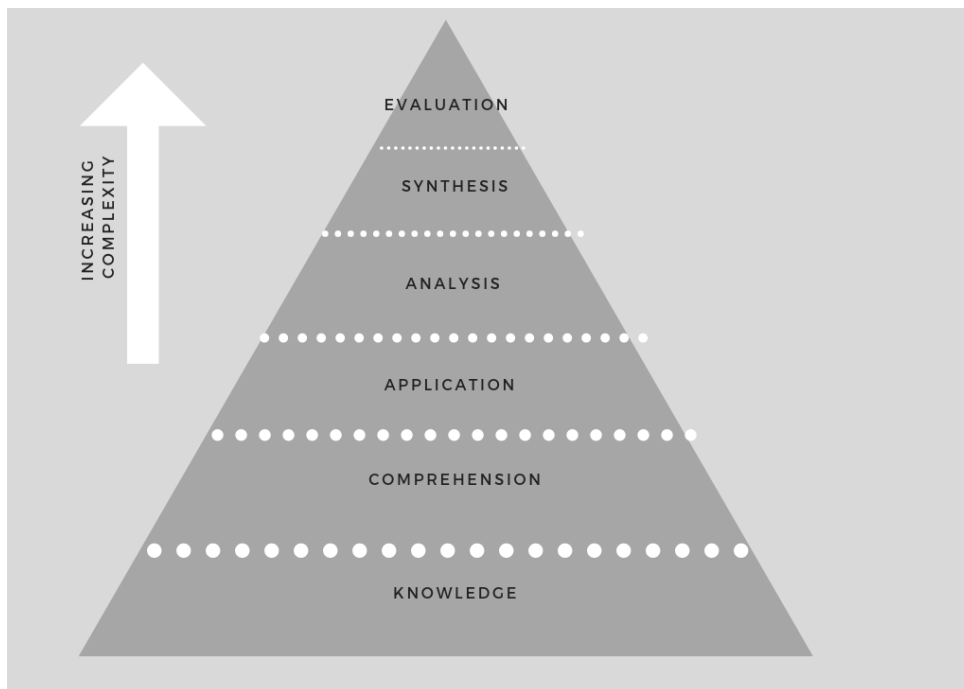 EVALUATION
SYNTHESIS
INCREASING
COMPLEXITY
ANALYSIS
APPLICATION
COMPREHENSION
KNOWLEDGE